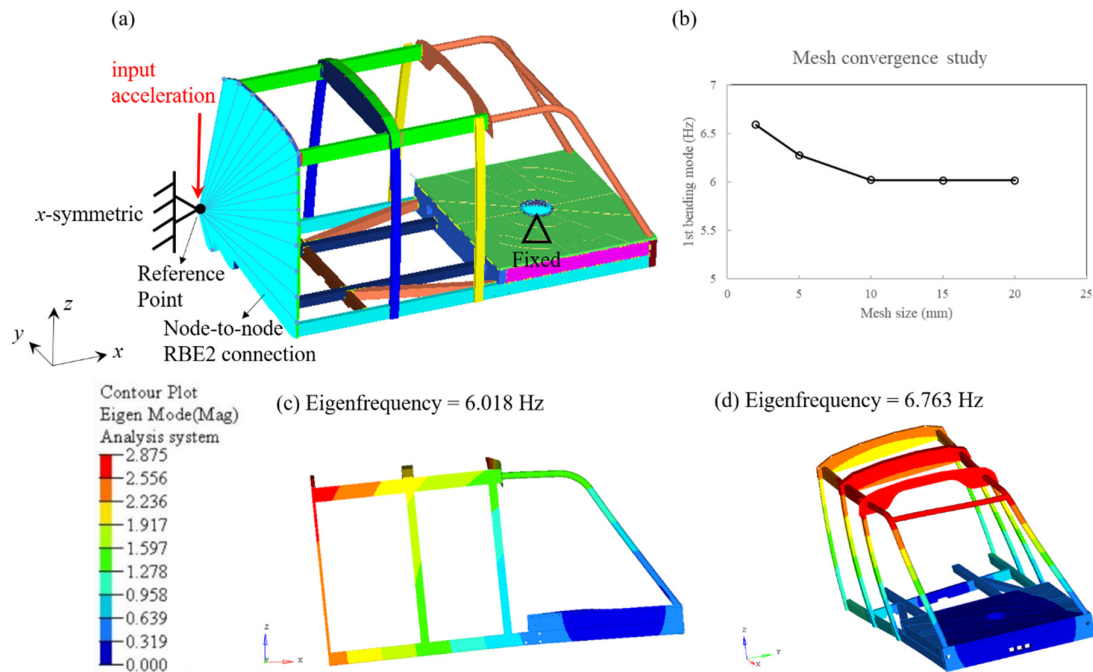 (a)
input
acceleration
x-symmetric
Reference
Point
Node-to-node
RBE2 connection
Fixed
z
y
x
(b)
Mesh convergence study
1st bending mode (Hz)
7
6.5
6
5.5
5
0
5
10
15
20
25
Mesh size (mm)
Contour Plot
Eigen Mode(Mag)
Analysis system
2.875
2.556
2.236
1.917
1.597
1.278
0.958
0.639
0.319
0.000
(c) Eigenfrequency = 6.018 Hz
Z
Y
X
(d) Eigenfrequency = 6.763 Hz
Z
Y
X